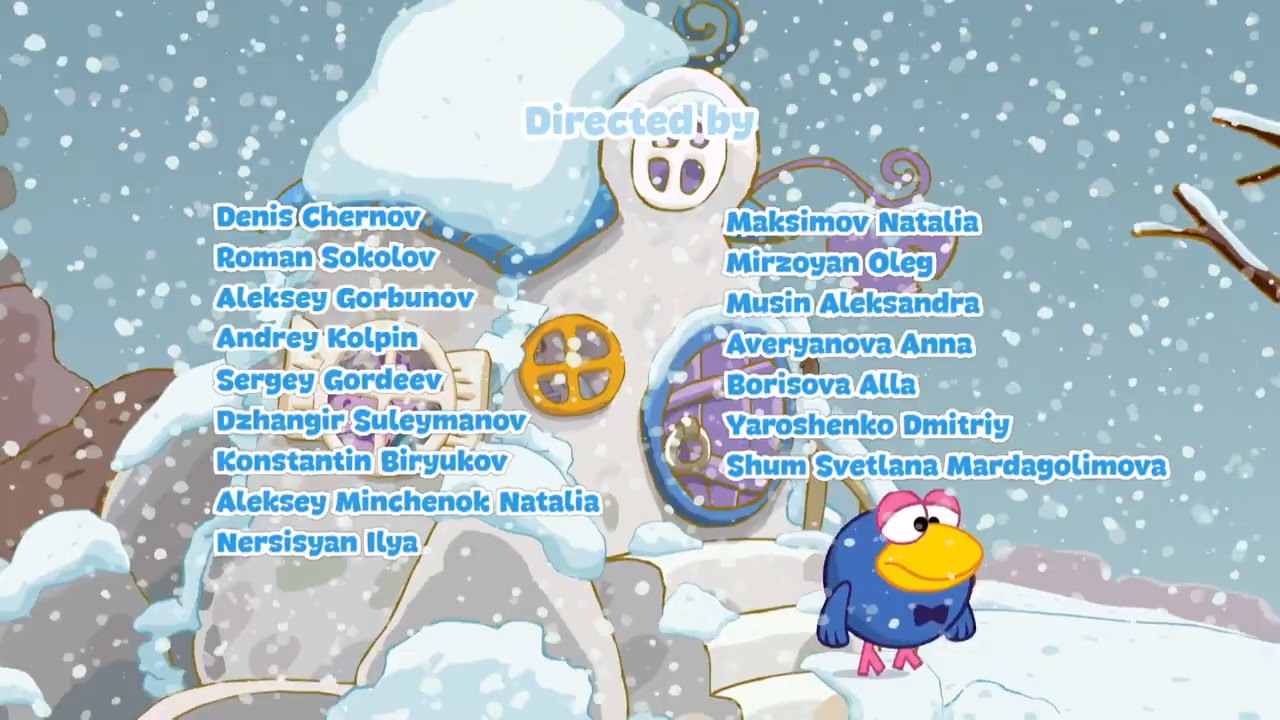 Directed by
Denis Chernov
Roman Sokolov
Aleksey Gorbunov
Andrey Kolpin
Sergey Gordeev
Dzhangir Suleymanov
Konstantin Biryukov
Aleksey Minchenok Natalia
Nersisyan Ilya
Maksimov Natalia
Mirzoyan Oleg
Musin Aleksandra
Averyanova Anna
Borisova Alla
Yaroshenko Dmitriy
Shum Svetlana Mardagolimova